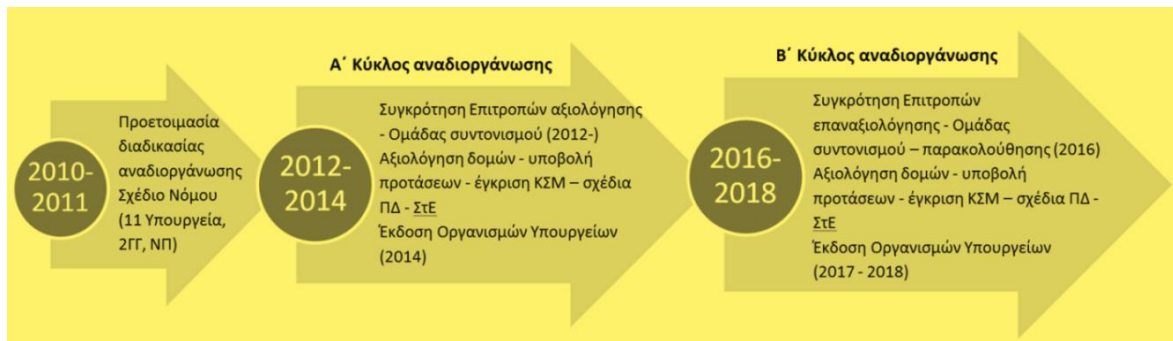 2010-
2011
Προετοιμασία
διαδικασίας
αναδιοργάνωσης
Σχέδιο Νόμου
(11 Υπουργεία,
2ΓΓ, ΝΠ)
Α΄ Κύκλος αναδιοργάνωσης
2012-
2014
Συγκρότηση Επιτροπών αξιολόγησης
- Ομάδας συντονισμού (2012-)
Αξιολόγηση δομών - υποβολή
προτάσεων - έγκριση ΚΣΜ – σχέδια
ΠΔ - ΣτΕ
Έκδοση Οργανισμών Υπουργείων
(2014)
Β΄ Κύκλος αναδιοργάνωσης
2016-
2018
Συγκρότηση Επιτροπών
επαναξιολόγησης - Ομάδας
συντονισμού – παρακολούθησης (2016)
Αξιολόγηση δομών - υποβολή
προτάσεων - έγκριση ΚΣΜ – σχέδια ΠΔ -
ΣτΕ
Έκδοση Οργανισμών Υπουργείων
(2017 - 2018)